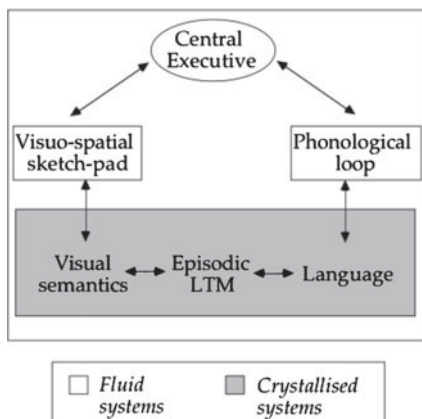 Central
Executive
Visuo-spatial
sketch-pad
Phonological
loop
Visual
semantics
Episodic
LTM
Language
Fluid
systems
Crystallised
systems